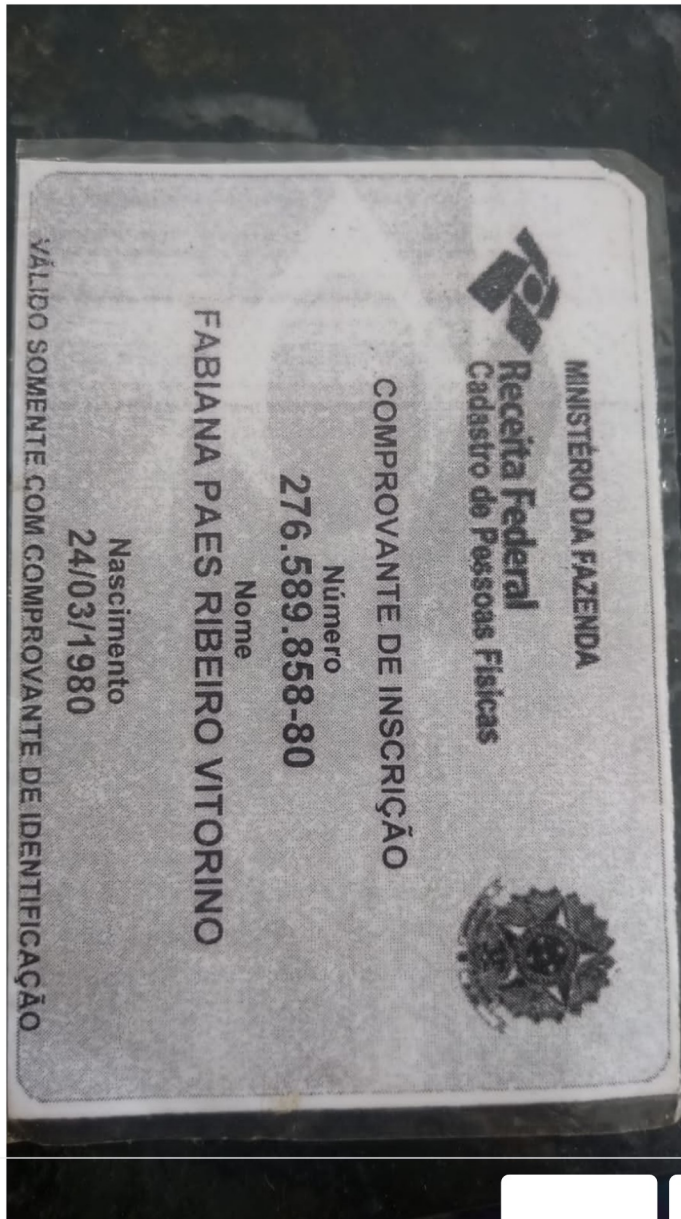 MINISTÉRIO DA FAZENDA
Receita Federal
Cadastro de Pessoas Físicas
COMPROVANTE DE INSCRIÇÃO
Número
276.589.858-80
Nome
FABIANA PAES RIBEIRO VITORINO
Nascimento
24/03/1980
VÁLIDO SOMENTE COM COMPROVANTE DE IDENTIFICAÇÃO